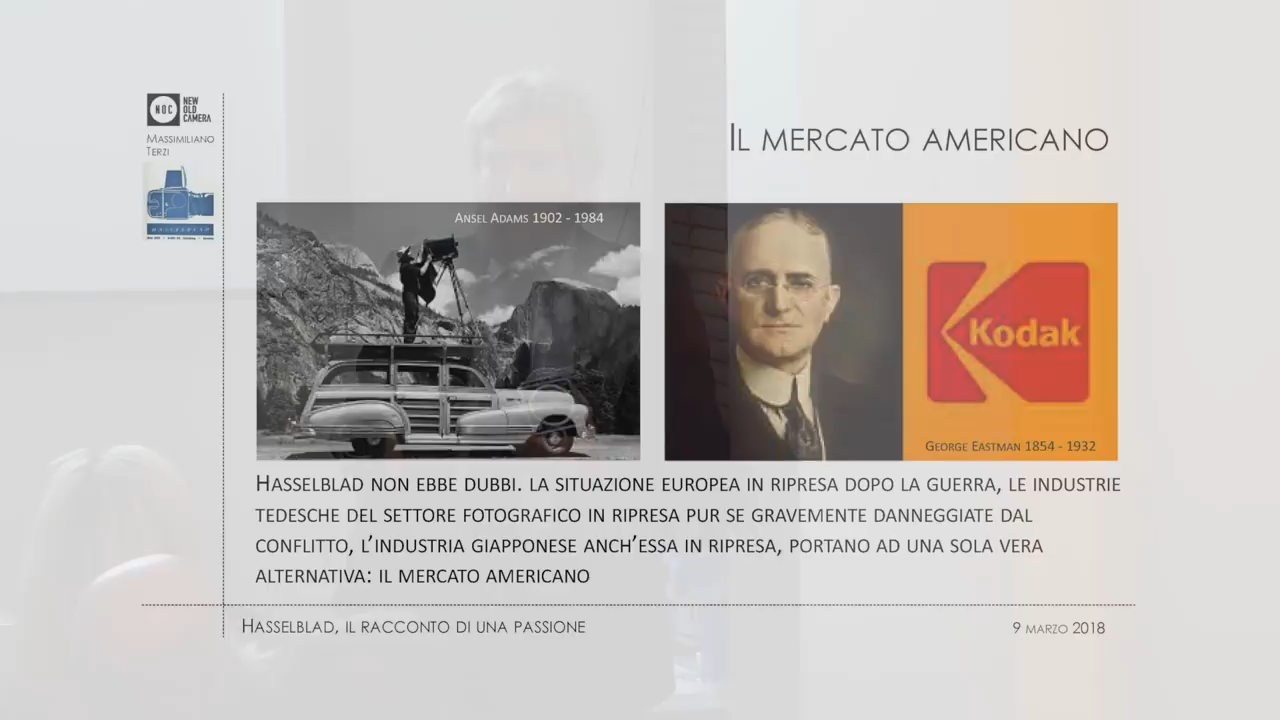 NOC
NEW
OLD
CAMERA
MASSIMILIANO
TERZI
HASSELBLAD
IL MERCATO AMERICANO
ANSEL ADAMS 1902 - 1984
Kodak
GEORGE EASTMAN 1854 - 1932
HASSELBLAD NON EBBE DUBBI. LA SITUAZIONE EUROPEA IN RIPRESA DOPO LA GUERRA, LE INDUSTRIE
TEDESCHE DEL SETTORE FOTOGRAFICO IN RIPRESA PUR SE GRAVEMENTE DANNEGGIATE DAL
CONFLITTO, L'INDUSTRIA GIAPPONESE ANCH'ESSA IN RIPRESA, PORTANO AD UNA SOLA VERA
ALTERNATIVA: IL MERCATO AMERICANO
HASSELBLAD, IL RACCONTO DI UNA PASSIONE
9 MARZO 2018